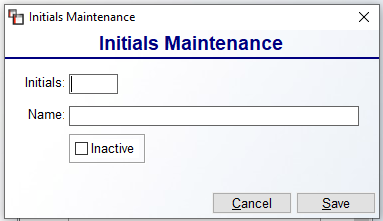 Initials Maintenance
Initials Maintenance
Initials:
Name:
Inactive
Cancel Save